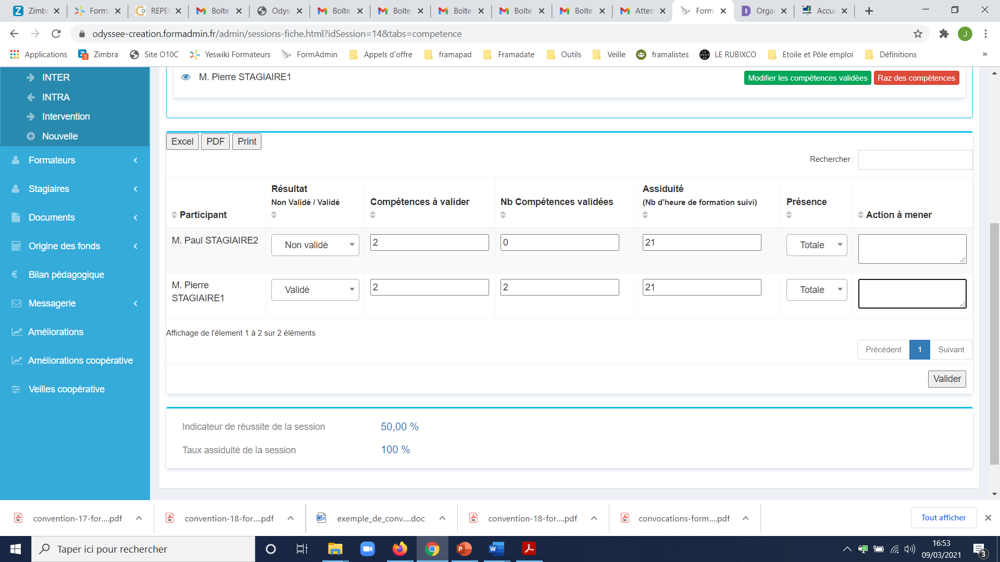 Zimbr
Form
REPEF
Boîte
Odys
Boîte
Boîte
Boîte
Boîte
Boîte
Attes
Form
Orga
Accu
odyssee-creation.formadmin.fr/admin/sessions-fiche.html?idSession=14&tabs=competence
J
Applications
Zimbra
Site O10C
Yeswiki Formateurs
FormAdmin
Appels d'offre
framapad
Framadate
Outils
Veille
framalistes
LE RUBIXCO
Etoile et Pôle emploi
Définitions
»
INTER
INTRA
Intervention
Nouvelle
Formateurs
Stagiaires
Documents
Origine des fonds
Bilan pédagogique
Messagerie
Améliorations
Améliorations coopérative
Veilles coopérative
M. Pierre STAGIAIRE1
Modifier les compétences validées
Raz des compétences
Excel
PDF
Print
Rechercher :
Participant
Résultat
Non Validé / Validé
Compétences à valider
Nb Compétences validées
Assiduité
(Nb d'heure de formation suivi)
Présence
Action à mener
M. Paul STAGIAIRE2
Non validé
2
0
21
Totale
M. Pierre
STAGIAIRE1
Validé
2
2
21
Totale
Affichage de l'élement 1 à 2 sur 2 éléments
Précédent
1
Suivant
Valider
Indicateur de réussite de la session
50,00 %
Taux assiduité de la session
100 %
convention-17-for....pdf
convention-18-for....pdf
exemple_de_conv....doc
convention-18-for....pdf
convocations-form....pdf
Tout afficher
Taper ici pour rechercher
16:53
09/03/2021
3